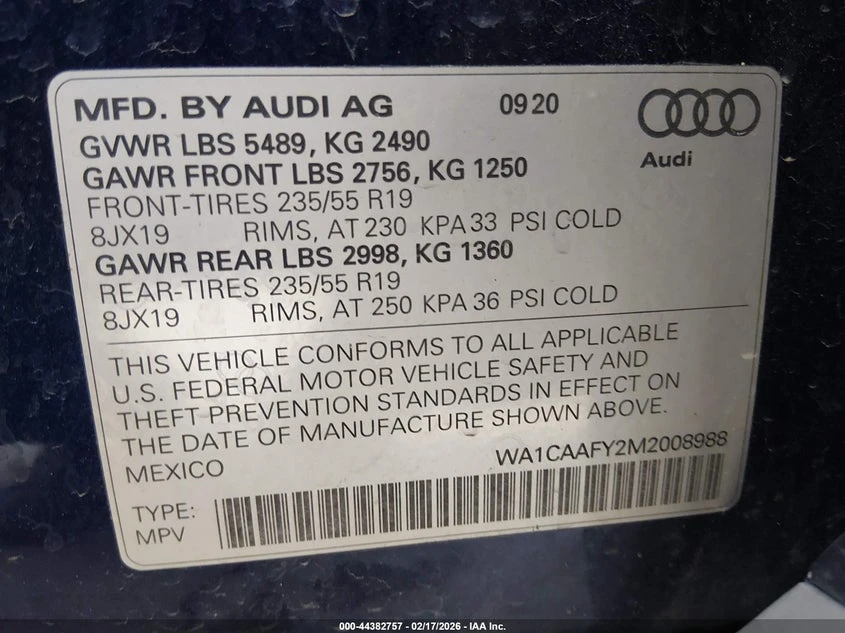 MFD. BY AUDI AG 09 20
GVWR LBS 5489, KG 2490
GAWR FRONT LBS 2756, KG 1250
Audi
FRONT-TIRES 235/55 R19
8JX19 RIMS, AT 230 KPA 33 PSI COLD
GAWR REAR LBS 2998, KG 1360
REAR-TIRES 235/55 R19
8JX19 RIMS, AT 250 KPA 36 PSI COLD
THIS VEHICLE CONFORMS TO ALL APPLICABLE
U.S. FEDERAL MOTOR VEHICLE SAFETY AND
THEFT PREVENTION STANDARDS IN EFFECT ON
THE DATE OF MANUFACTURE SHOWN ABOVE.
MEXICO WA1CAAFY2M2008988
TYPE:
MPV
000-44382757 - 02/17/2026 - IAA Inc.